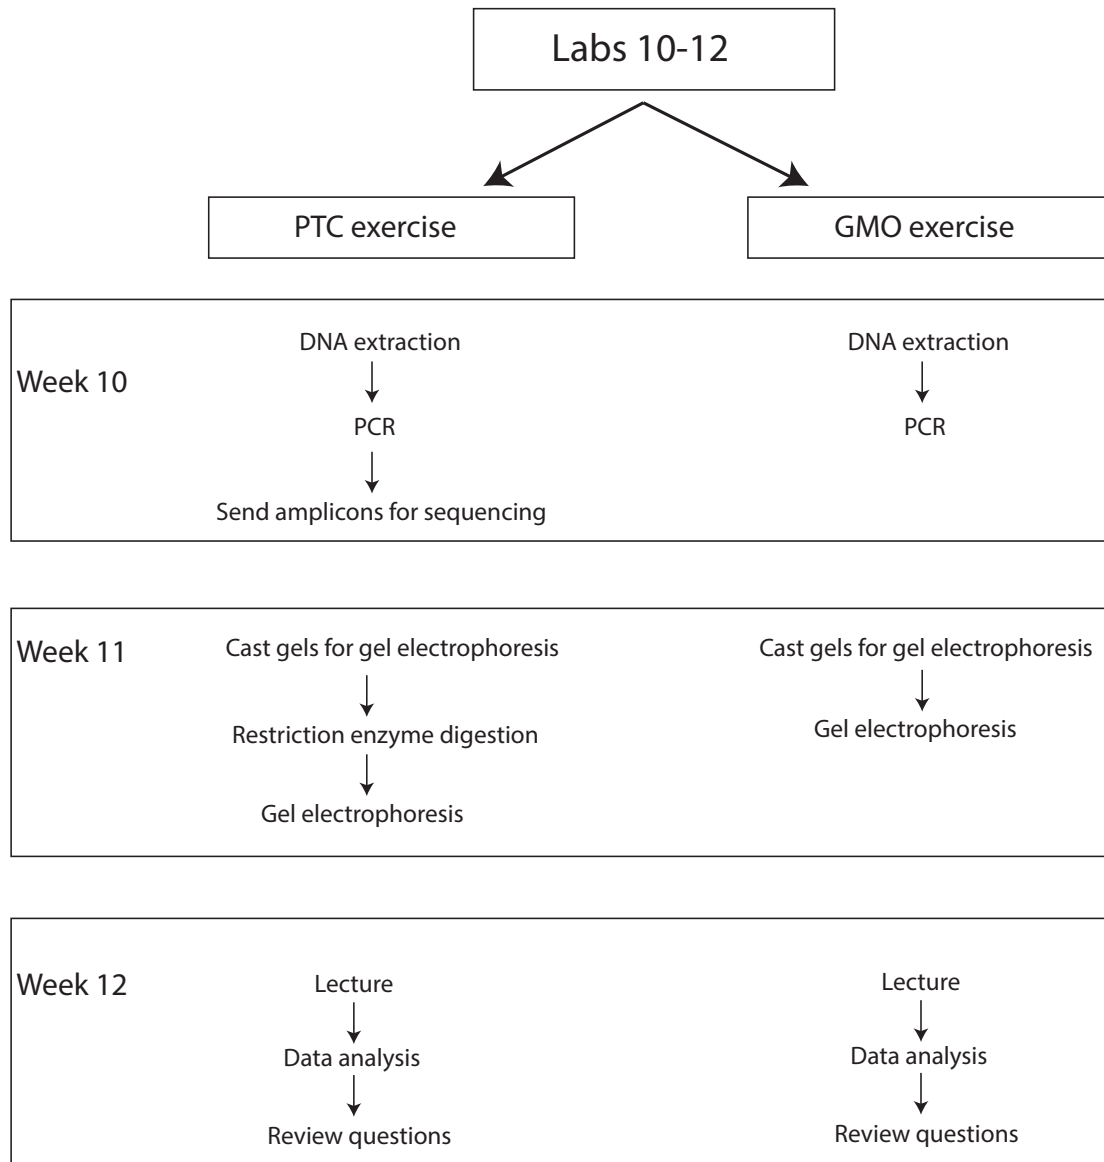 Labs 10-12
PTC exercise
GMO exercise
Week 10
DNA extraction
PCR
Send amplicons for sequencing
DNA extraction
PCR
Week 11
Cast gels for gel electrophoresis
Restriction enzyme digestion
Gel electrophoresis
Cast gels for gel electrophoresis
Gel electrophoresis
Week 12
Lecture
Data analysis
Review questions
Lecture
Data analysis
Review questions